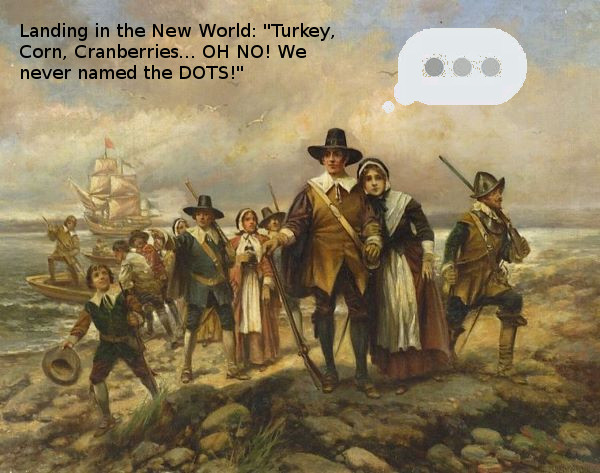 Landing in the New World: "Turkey,
Corn, Cranberries... OH NO! We
never named the DOTS!"